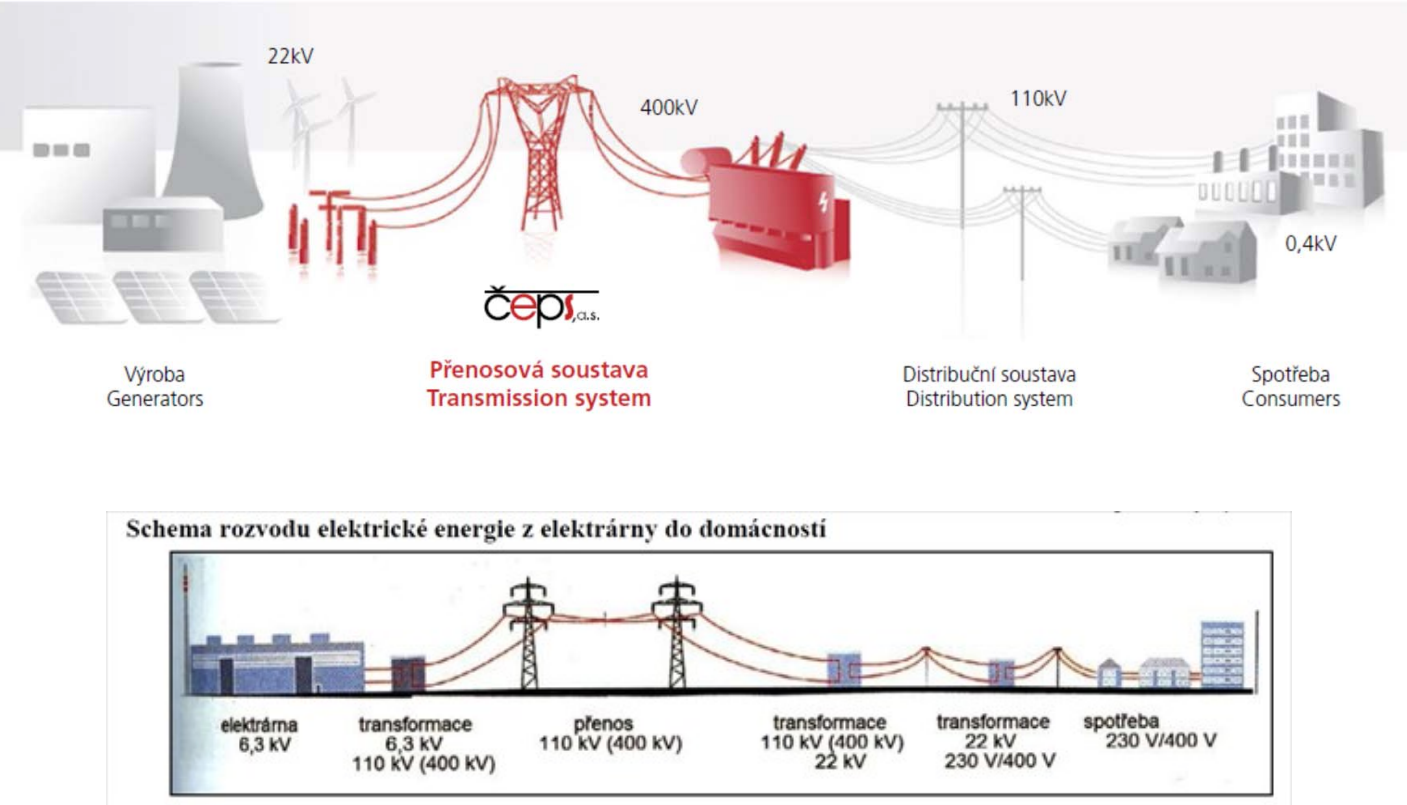 22kV
400kV
110kV
0,4kV
čeps,a.s.
Výroba
Generators
Přenosová soustava
Transmission system
Distribuční soustava
Distribution system
Spotřeba
Consumers
Schema rozvodu elektrické energie z elektrárny do domácností
elektrárna
6,3 kV
transformace
6,3 kV
110 kV (400 kV)
přenos
110 kV (400 kV)
transformace
110 kV (400 kV)
22 kV
transformace
22 kV
230 V/400 V
spotřeba
230 V/400 V